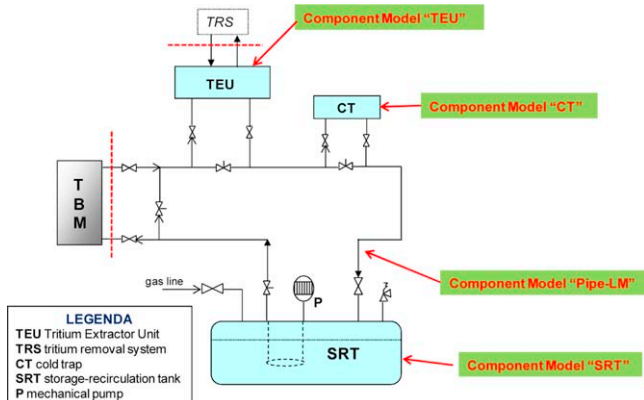 TRS
Component Model “TEU”
TEU
CT
Component Model “CT”
T
B
M
gas line
P
Component Model “Pipe-LM”
LEGENDA
TEU Tritium Extractor Unit
TRS tritium removal system
CT cold trap
SRT storage-recirculation tank
P mechanical pump
SRT
Component Model “SRT”